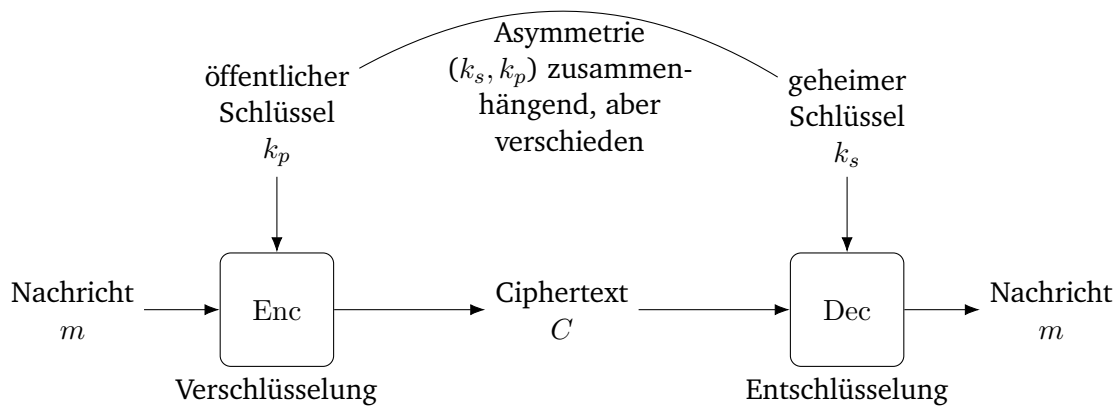 Asymmetrie
(k_s, k_p) zusammen-
hängend, aber
verschieden
öffentlicher
Schlüssel
k_p
geheimer
Schlüssel
k_s
Nachricht
m
Enc
Verschlüsselung
Ciphertext
C
Dec
Entschlüsselung
Nachricht
m